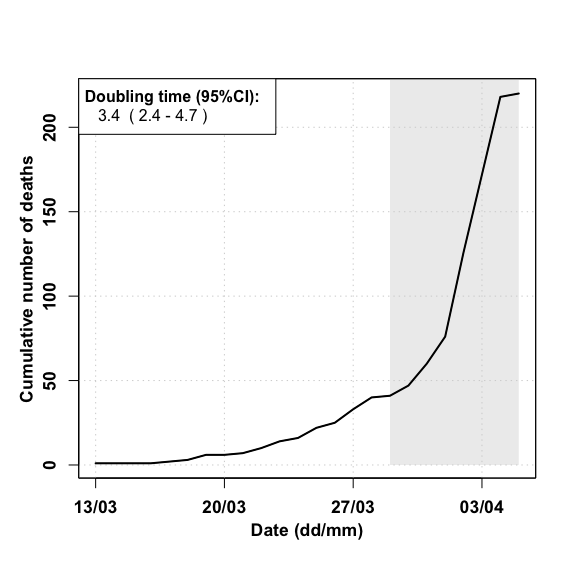 Doubling time (95%CI):
3.4 ( 2.4 - 4.7 )
Cumulative number of deaths
200
150
100
50
0
13/03 20/03 27/03 03/04
Date (dd/mm)